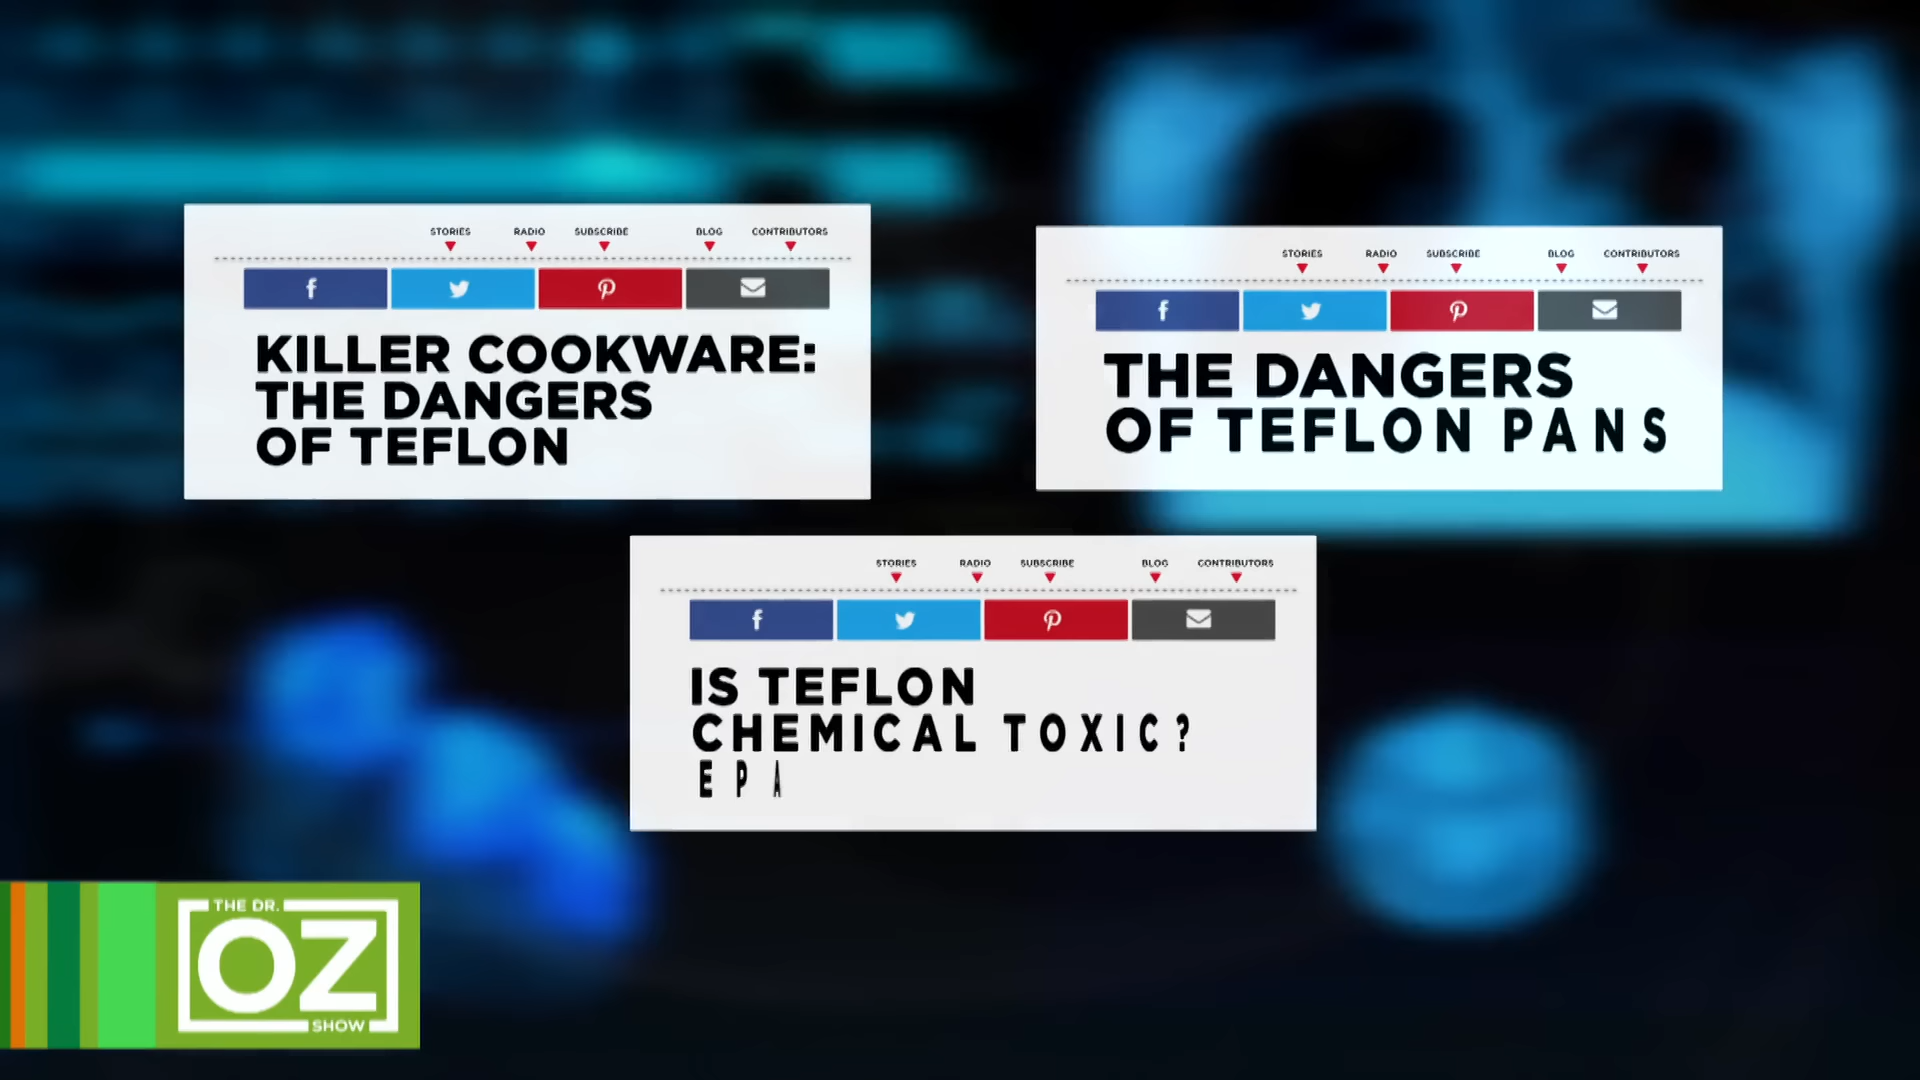 STORIES RADIO SUBSCRIBE BLOG CONTRIBUTORS
KILLER COOKWARE:
THE DANGERS
OF TEFLON
STORIES RADIO SUBSCRIBE BLOG CONTRIBUTORS
THE DANGERS
OF TEFLON PANS
STORIES RADIO SUBSCRIBE BLOG CONTRIBUTORS
IS TEFLON
CHEMICAL TOXIC?
EPA
THE DR.
OZ
SHOW